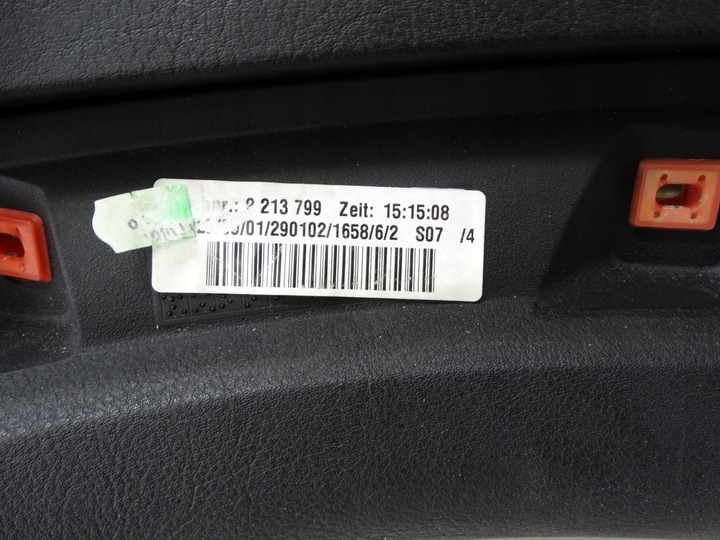 8 213 799 Zeit: 15:15:08
/01/290102/1658/6/2 S07 /4